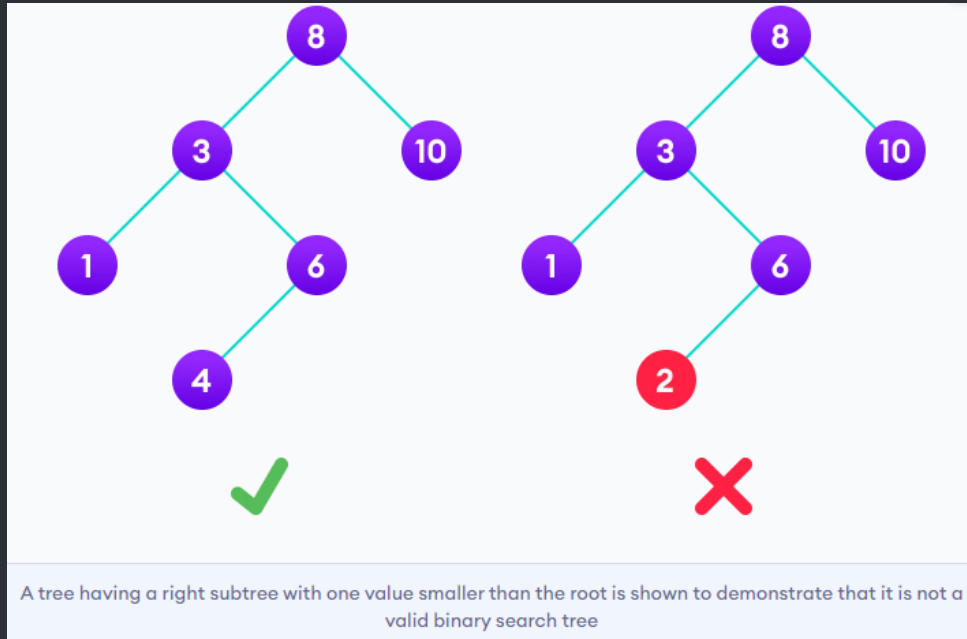 8 8
3 10 3 10
1 6 1 6
4 2
A tree having a right subtree with one value smaller than the root is shown to demonstrate that it is not a
valid binary search tree